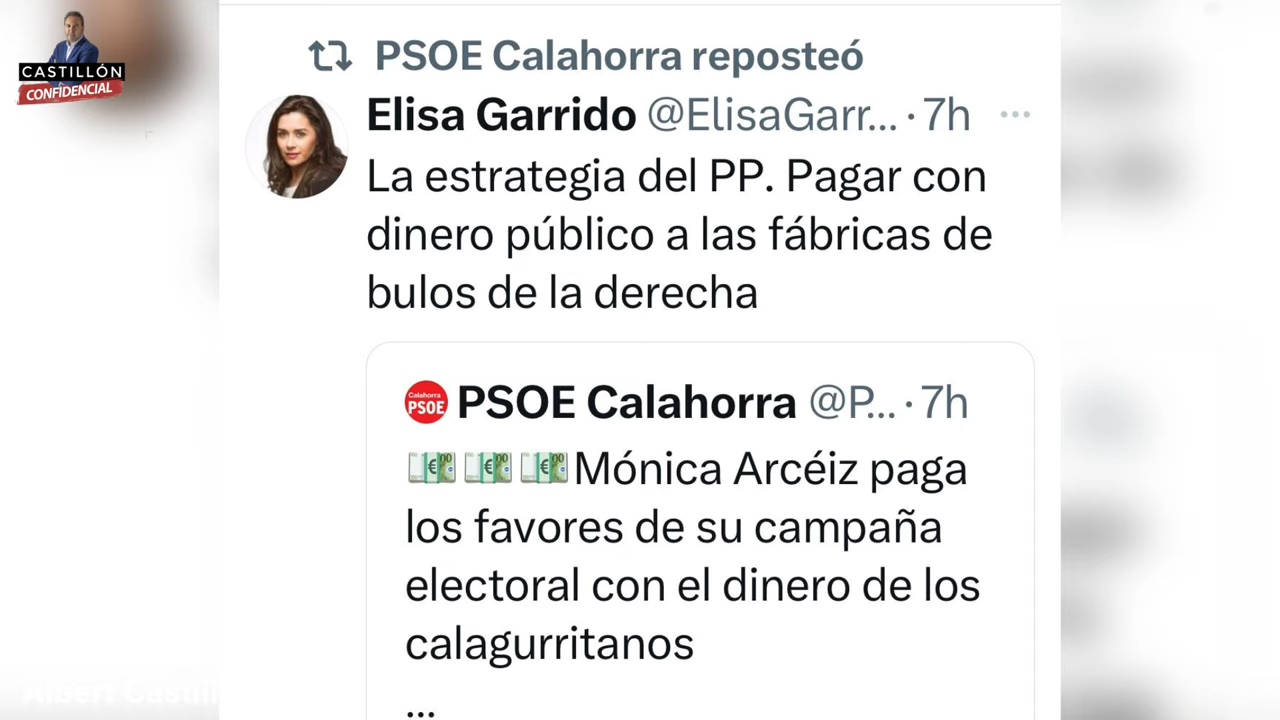 CASTILLÓN
CONFIDENCIAL
PSOE Calahorra reposteó
Elisa Garrido @ElisaGarr... · 7h
La estrategia del PP. Pagar con
dinero público a las fábricas de
bulos de la derecha
Calahorra
PSOE
PSOE Calahorra @P... · 7h
💶💶💶Mónica Arcéiz paga
los favores de su campaña
electoral con el dinero de los
calagurritanos
...
Albert Castill